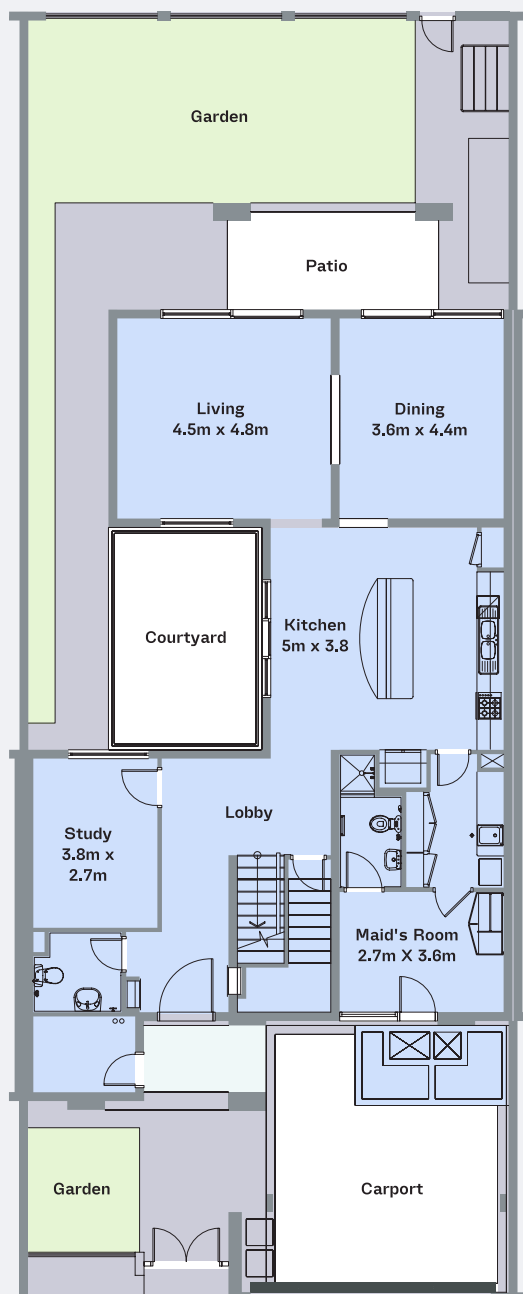 Garden
Patio
Living
4.5m x 4.8m
Dining
3.6m x 4.4m
Kitchen
5m x 3.8
Courtyard
Lobby
Study
3.8m x
2.7m
Maid's Room
2.7m X 3.6m
Garden
Carport